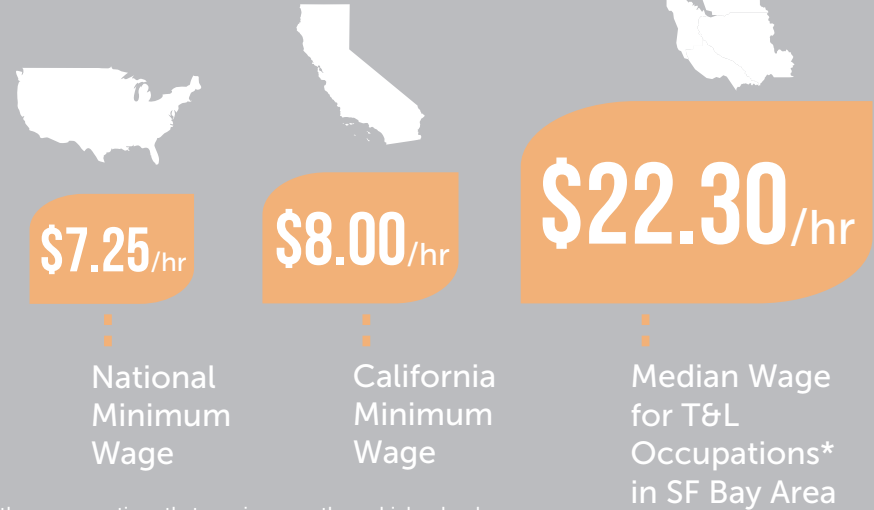 $7.25/hr
$8.00/hr
$22.30/hr
National
Minimum
Wage
California
Minimum
Wage
Median Wage
for T&L
Occupations*
in SF Bay Area